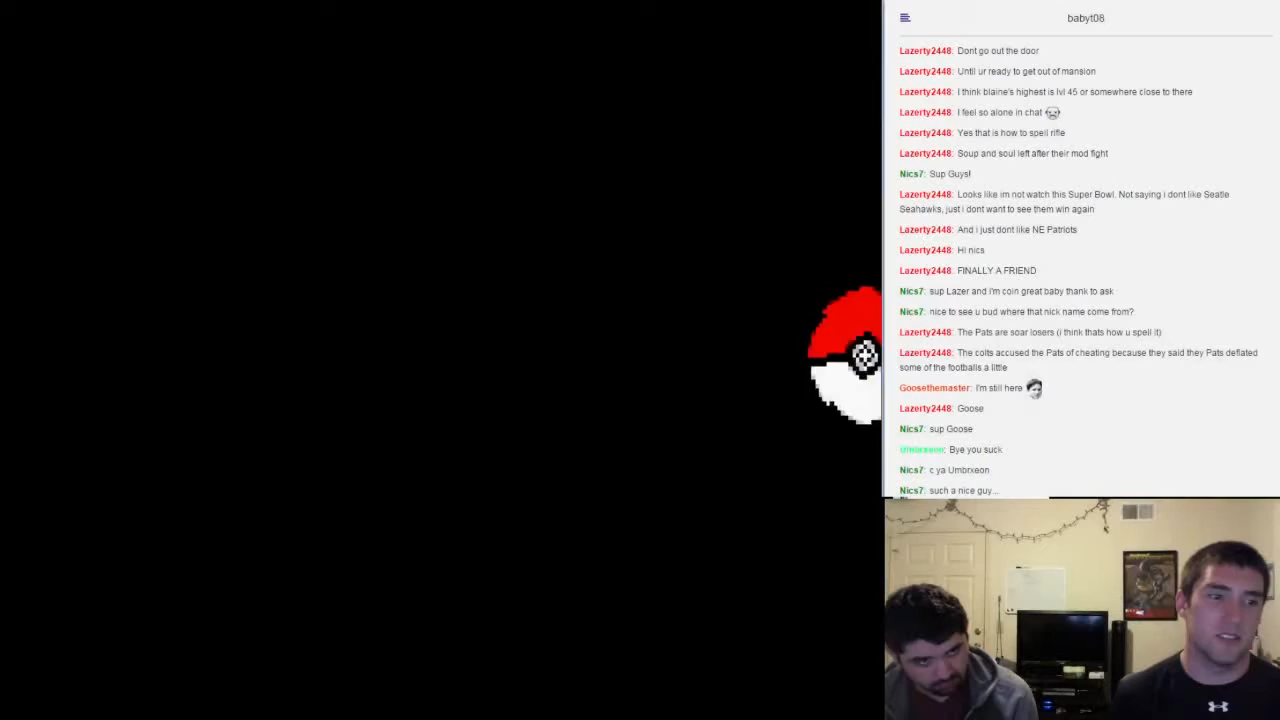 babyt08
Lazerty2448: Dont go out the door
Lazerty2448: Until ur ready to get out of mansion
Lazerty2448: I think blaine's highest is lvl 45 or somewhere close to there
Lazerty2448: I feel so alone in chat
Lazerty2448: Yes that is how to spell rifle
Lazerty2448: Soup and soul left after their mod fight
Nics7: Sup Guys!
Lazerty2448: Looks like im not watch this Super Bowl. Not saying i dont like Seatle
Seahawks, just i dont want to see them win again
Lazerty2448: And i just dont like NE Patriots
Lazerty2448: HI nics
Lazerty2448: FINALLY A FRIEND
Nics7: sup Lazer and i'm coin great baby thank to ask
Nics7: nice to see u bud where that nick name come from?
Lazerty2448: The Pats are soar losers (i think thats how u spell it)
Lazerty2448: The colts accused the Pats of cheating because they said they Pats deflated
some of the footballs a little
Goosethemaster: I'm still here
Lazerty2448: Goose
Nics7: sup Goose
Umbrxeon: Bye you suck
Nics7: c ya Umbrxeon
Nics7: such a nice guy...